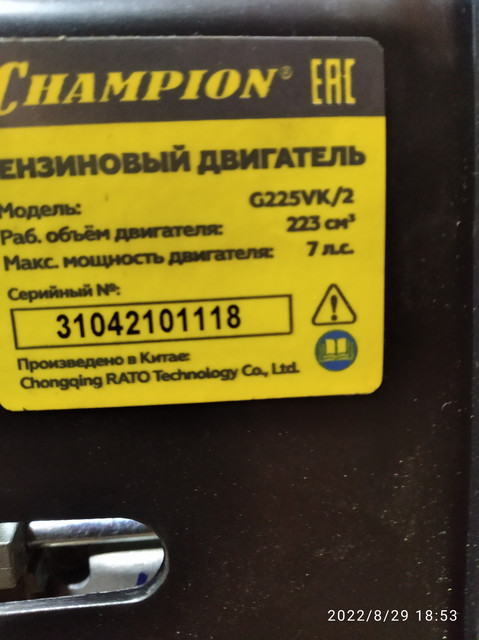 CHAMPION® EAC
ЕНЗИНОВЫЙ ДВИГАТЕЛЬ
Модель: G225VK/2
Раб. объём двигателя: 223 см³
Макс. мощность двигателя: 7 л.с.
Серийный №:
31042101118
Произведено в Китае:
Chongqing RATO Technology Co., Ltd.
2022/8/29 18:53